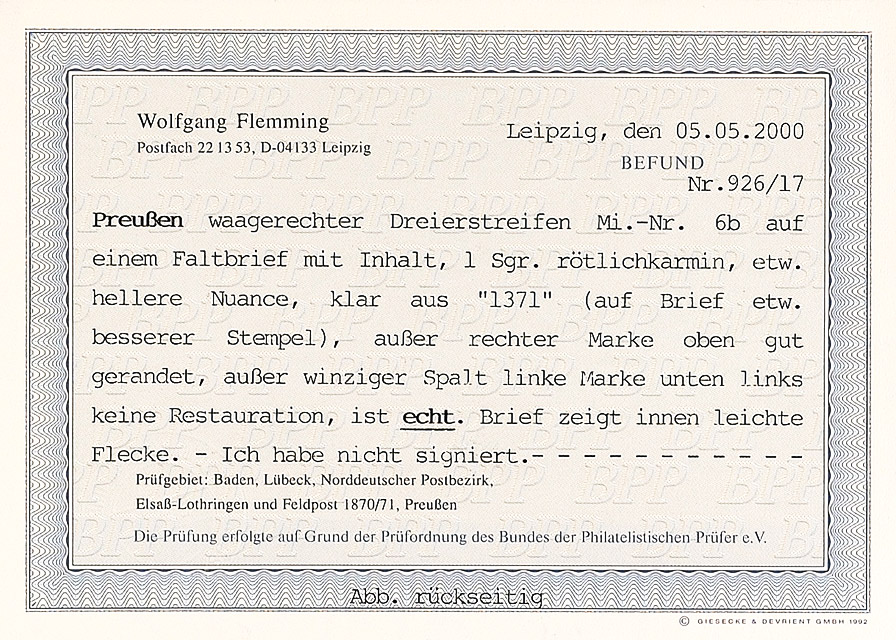 Wolfgang Flemming
Postfach 22 13 53, D-04133 Leipzig
Leipzig, den 05.05.2000
BEFUND
Nr.926/17
Preußen waagerechter Dreierstreifen Mi.-Nr. 6b auf
einem Faltbrief mit Inhalt, 1 Sgr. rötlichkarmin, etw.
hellere Nuance, klar aus "1371" (auf Brief etw.
besserer Stempel), außer rechter Marke oben gut
gerandet, außer winziger Spalt linke Marke unten links
keine Restauration, ist echt. Brief zeigt innen leichte
Flecke. - Ich habe nicht signiert.- - - - - - - - - - -
Prüfgebiet: Baden, Lübeck, Norddeutscher Postbezirk,
Elsaß-Lothringen und Feldpost 1870/71, Preußen
Die Prüfung erfolgte auf Grund der Prüfordnung des Bundes der Philatelistischen Prüfer e.V.
Abb. rückseitig
© GIESECKE & DEVRIENT GMBH 1992